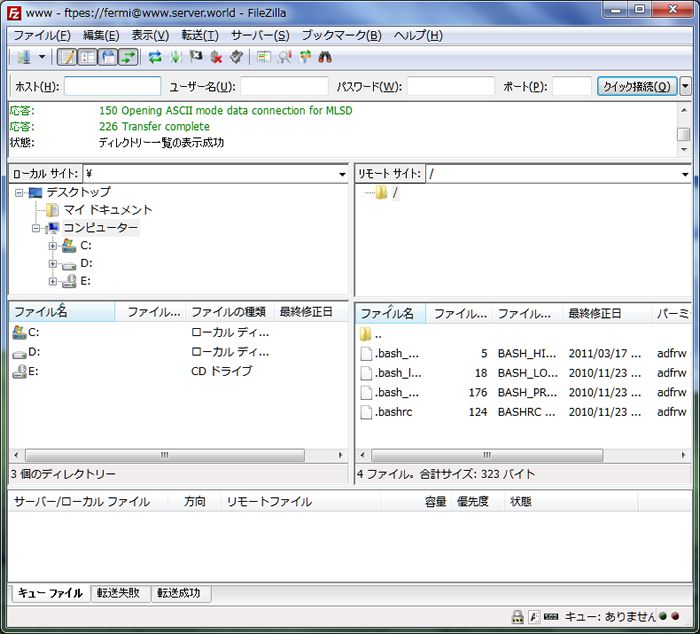 www - ftpes://fermi@www.server.world - FileZilla
ファイル(F) 編集(E) 表示(V) 転送(T) サーバー(S) ブックマーク(B) ヘルプ(H)
ホスト(H): ユーザー名(U): パスワード(W): ポート(P): クイック接続(Q)
応答: 150 Opening ASCII mode data connection for MLSD
応答: 226 Transfer complete
状態: ディレクトリー一覧の表示成功
ローカル サイト: ¥
デスクトップ
マイ ドキュメント
コンピューター
C:
D:
E:
リモート サイト: /
/
ファイル名 ファイル... ファイルの種類 最終修正日
C: ローカル ディ...
D: ローカル ディ...
E: CD ドライブ
3 個のディレクトリー
ファイル名 ファイル... ファイル... 最終修正日 パーミ
..
.bash_... 5 BASH_HI... 2011/03/17 ... adfrw
.bash_l... 18 BASH_LO... 2010/11/23 ... adfrw
.bash_... 176 BASH_PR... 2010/11/23 ... adfrw
.bashrc 124 BASHRC ... 2010/11/23 ... adfrw
4 ファイル。合計サイズ: 323 バイト
サーバー/ローカル ファイル 方向 リモートファイル 容量 優先度 状態
キュー ファイル 転送失敗 転送成功
キュー: ありません